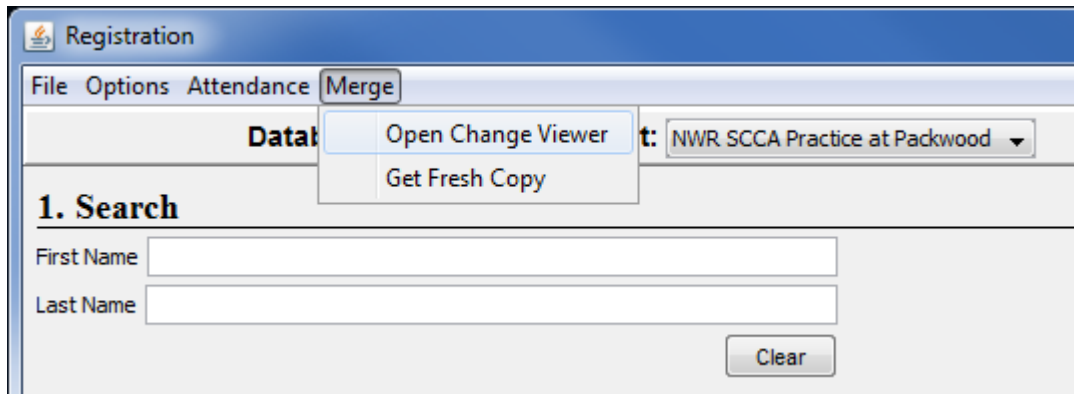 Registration
File Options Attendance Merge
Open Change Viewer
NWR SCCA Practice at Packwood
Get Fresh Copy
1. Search
First Name
Last Name
Clear